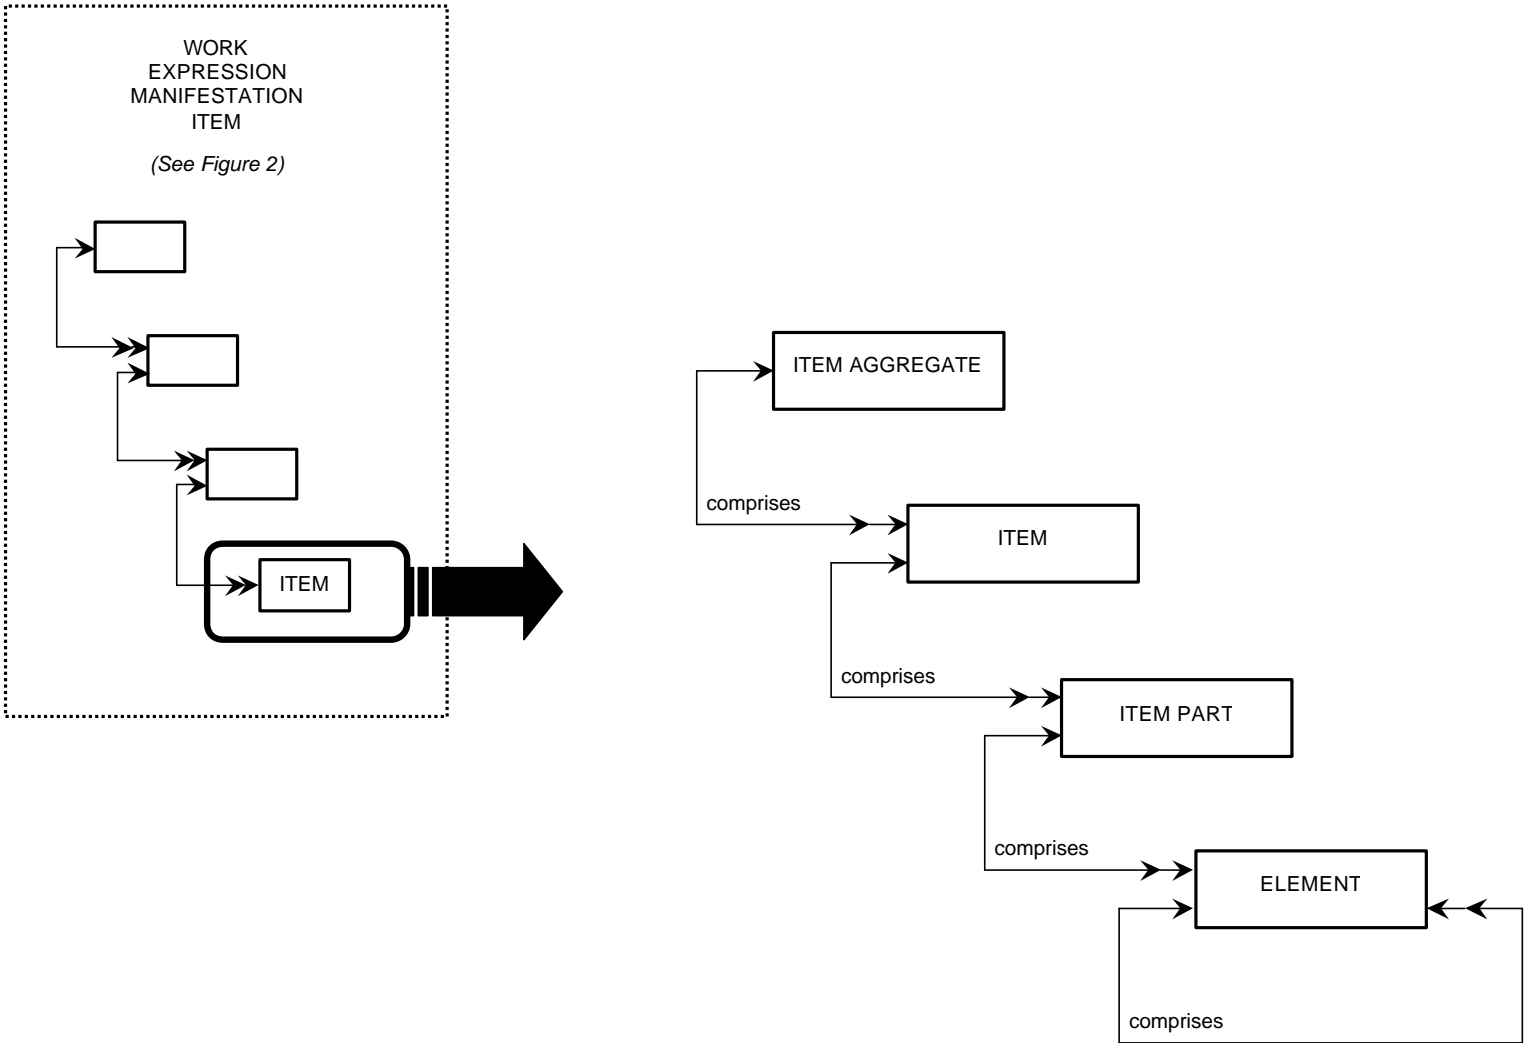 WORK
EXPRESSION
MANIFESTATION
ITEM
(See Figure 2)
ITEM
ITEM AGGREGATE
comprises
ITEM
comprises
ITEM PART
comprises
ELEMENT
comprises